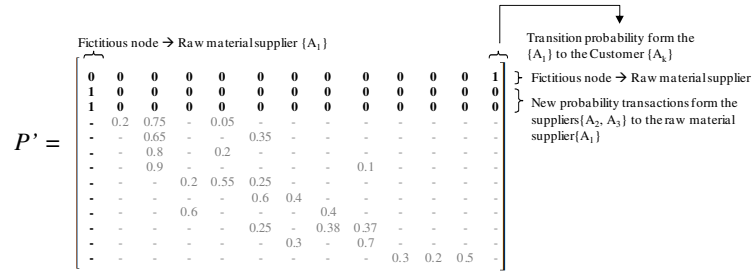 Transition probability form the
{A₁} to the Customer {Aₖ}
Fictitious node → Raw material supplier {A₁}
0 0 0 0 0 0 0 0 0 0 0 0 1
Fictitious node → Raw material supplier
1 0 0 0 0 0 0 0 0 0 0 0 0
1 0 0 0 0 0 0 0 0 0 0 0 0
New probability transactions form the
suppliers{A₂, A₃} to the raw material
supplier{A₁}
P’ =
- 0.2 0.75 - 0.05 - - - - - - - -
- - 0.65 - - 0.35 - - - - - - -
- - 0.8 - 0.2 - - - - - - - -
- - 0.9 - - - - - 0.1 - - - -
- - - 0.2 0.55 0.25 - - - - - - -
- - - - - 0.6 0.4 - - - - - -
- - - 0.6 - - - 0.4 - - - - -
- - - - - 0.25 - 0.38 0.37 - - - -
- - - - - - 0.3 - 0.7 - - - -
- - - - - - - - - 0.3 0.2 0.5 -